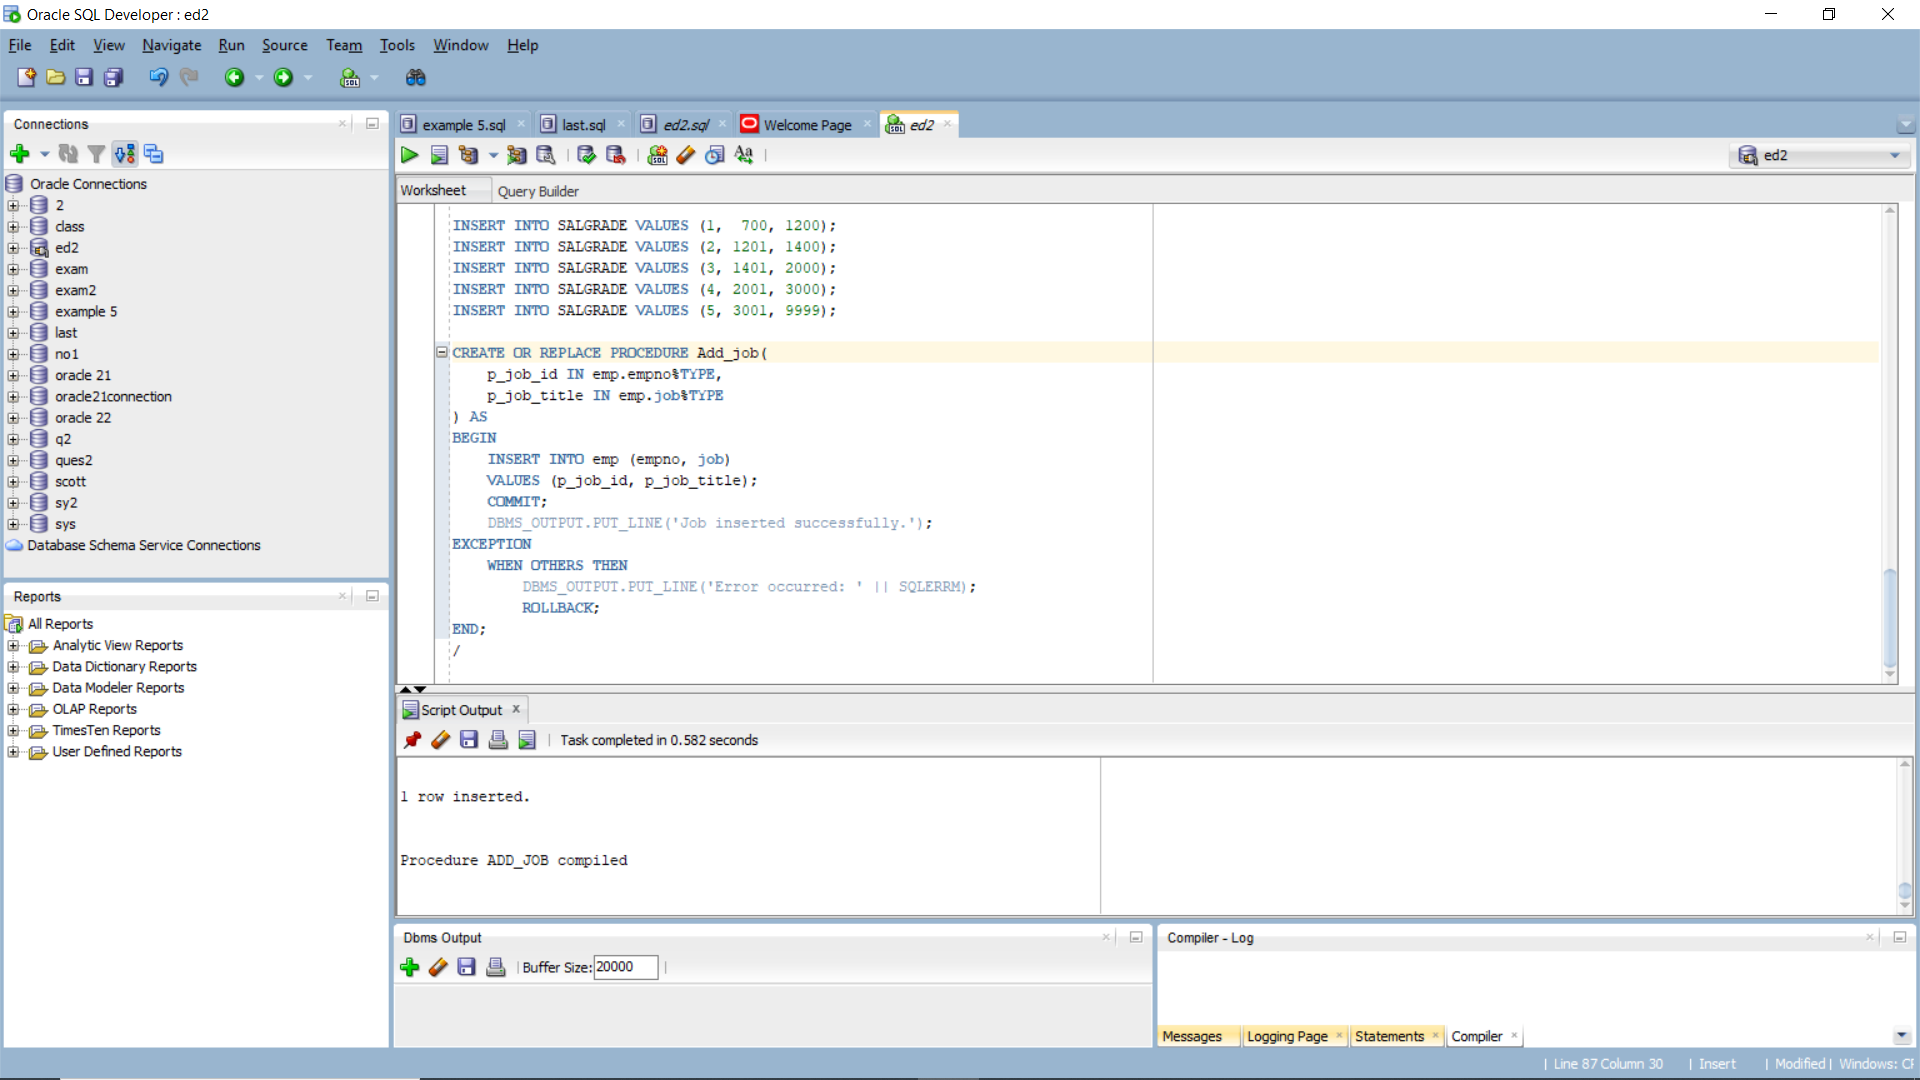 Oracle SQL Developer : ed2
File Edit View Navigate Run Source Team Tools Window Help
Connections
Oracle Connections
2
class
ed2
exam
exam2
example 5
last
no1
oracle 21
oracle21connection
oracle 22
q2
ques2
scott
sy2
sys
Database Schema Service Connections
Reports
All Reports
Analytic View Reports
Data Dictionary Reports
Data Modeler Reports
OLAP Reports
TimesTen Reports
User Defined Reports
example 5.sql last.sql ed2.sql Welcome Page ed2
ed2
Worksheet Query Builder
INSERT INTO SALGRADE VALUES (1,  700, 1200);
INSERT INTO SALGRADE VALUES (2, 1201, 1400);
INSERT INTO SALGRADE VALUES (3, 1401, 2000);
INSERT INTO SALGRADE VALUES (4, 2001, 3000);
INSERT INTO SALGRADE VALUES (5, 3001, 9999);
CREATE OR REPLACE PROCEDURE Add_job(
    p_job_id IN emp.empno%TYPE,
    p_job_title IN emp.job%TYPE
) AS
BEGIN
    INSERT INTO emp (empno, job)
    VALUES (p_job_id, p_job_title);
    COMMIT;
    DBMS_OUTPUT.PUT_LINE('Job inserted successfully.');
EXCEPTION
    WHEN OTHERS THEN
        DBMS_OUTPUT.PUT_LINE('Error occurred: ' || SQLERRM);
        ROLLBACK;
END;
/
Script Output
Task completed in 0.582 seconds
1 row inserted.
Procedure ADD_JOB compiled
Dbms Output
Buffer Size: 20000
Compiler - Log
Messages Logging Page Statements Compiler
Line 87 Column 30 | Insert | Modified | Windows: CF